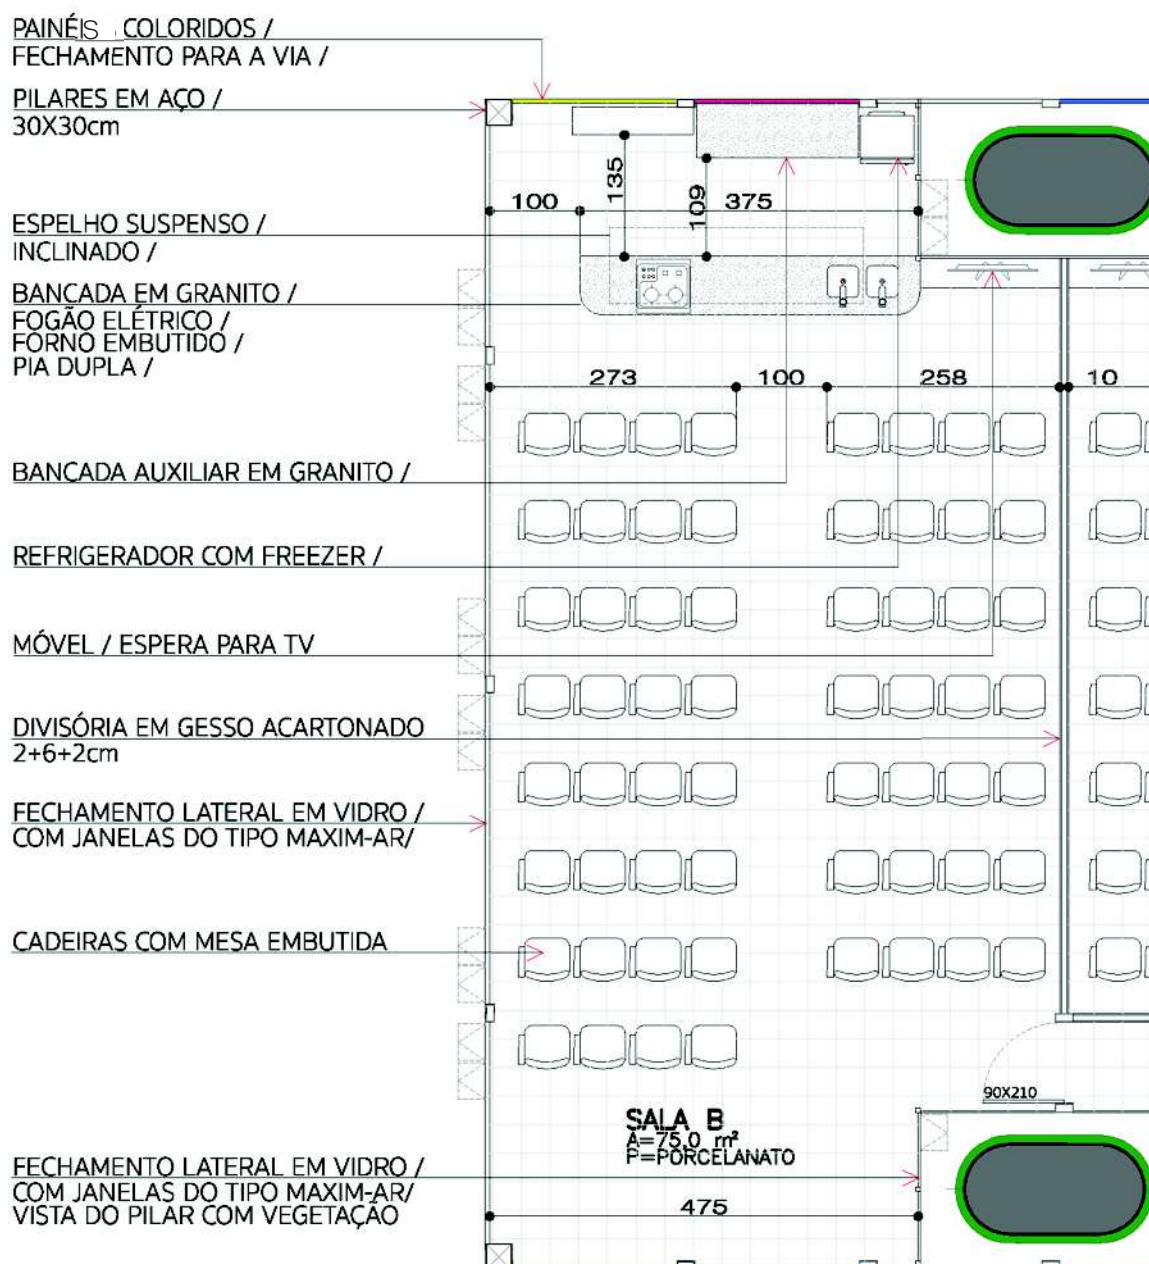 PAINÉIS COLORIDOS /
FECHAMENTO PARA A VIA /
PILARES EM AÇO /
30X30cm
135
109
100
375
ESPELHO SUSPENSO /
INCLINADO /
BANCADA EM GRANITO /
FOGÃO ELÉTRICO /
FORNO EMBUTIDO /
PIA DUPLA /
273
100
258
10
BANCADA AUXILIAR EM GRANITO /
REFRIGERADOR COM FREEZER /
MÓVEL / ESPERA PARA TV
DIVISÓRIA EM GESSO ACARTONADO
2+6+2cm
FECHAMENTO LATERAL EM VIDRO /
COM JANELAS DO TIPO MAXIM-AR/
CADEIRAS COM MESA EMBUTIDA
90X210
SALA B
A=75,0 m²
P=PORCELANATO
FECHAMENTO LATERAL EM VIDRO /
COM JANELAS DO TIPO MAXIM-AR/
VISTA DO PILAR COM VEGETAÇÃO
475